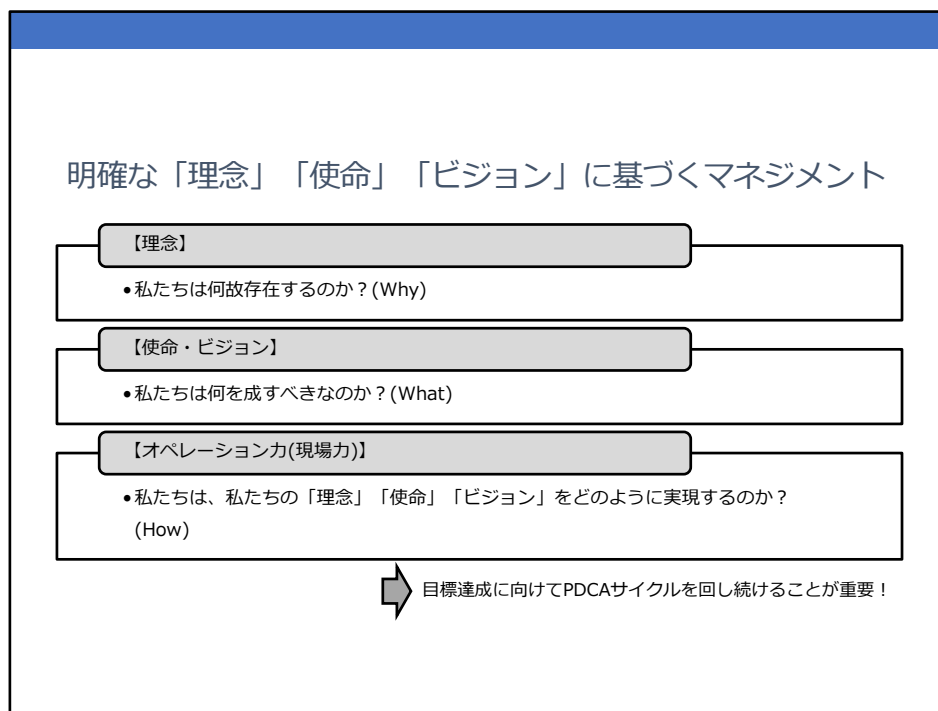 明確な「理念」「使命」「ビジョン」に基づくマネジメント
【理念】
•私たちは何故存在するのか？(Why)
【使命・ビジョン】
•私たちは何を成すべきなのか？(What)
【オペレーション力(現場力)】
•私たちは、私たちの「理念」「使命」「ビジョン」をどのように実現するのか？
(How)
目標達成に向けてPDCAサイクルを回し続けることが重要！